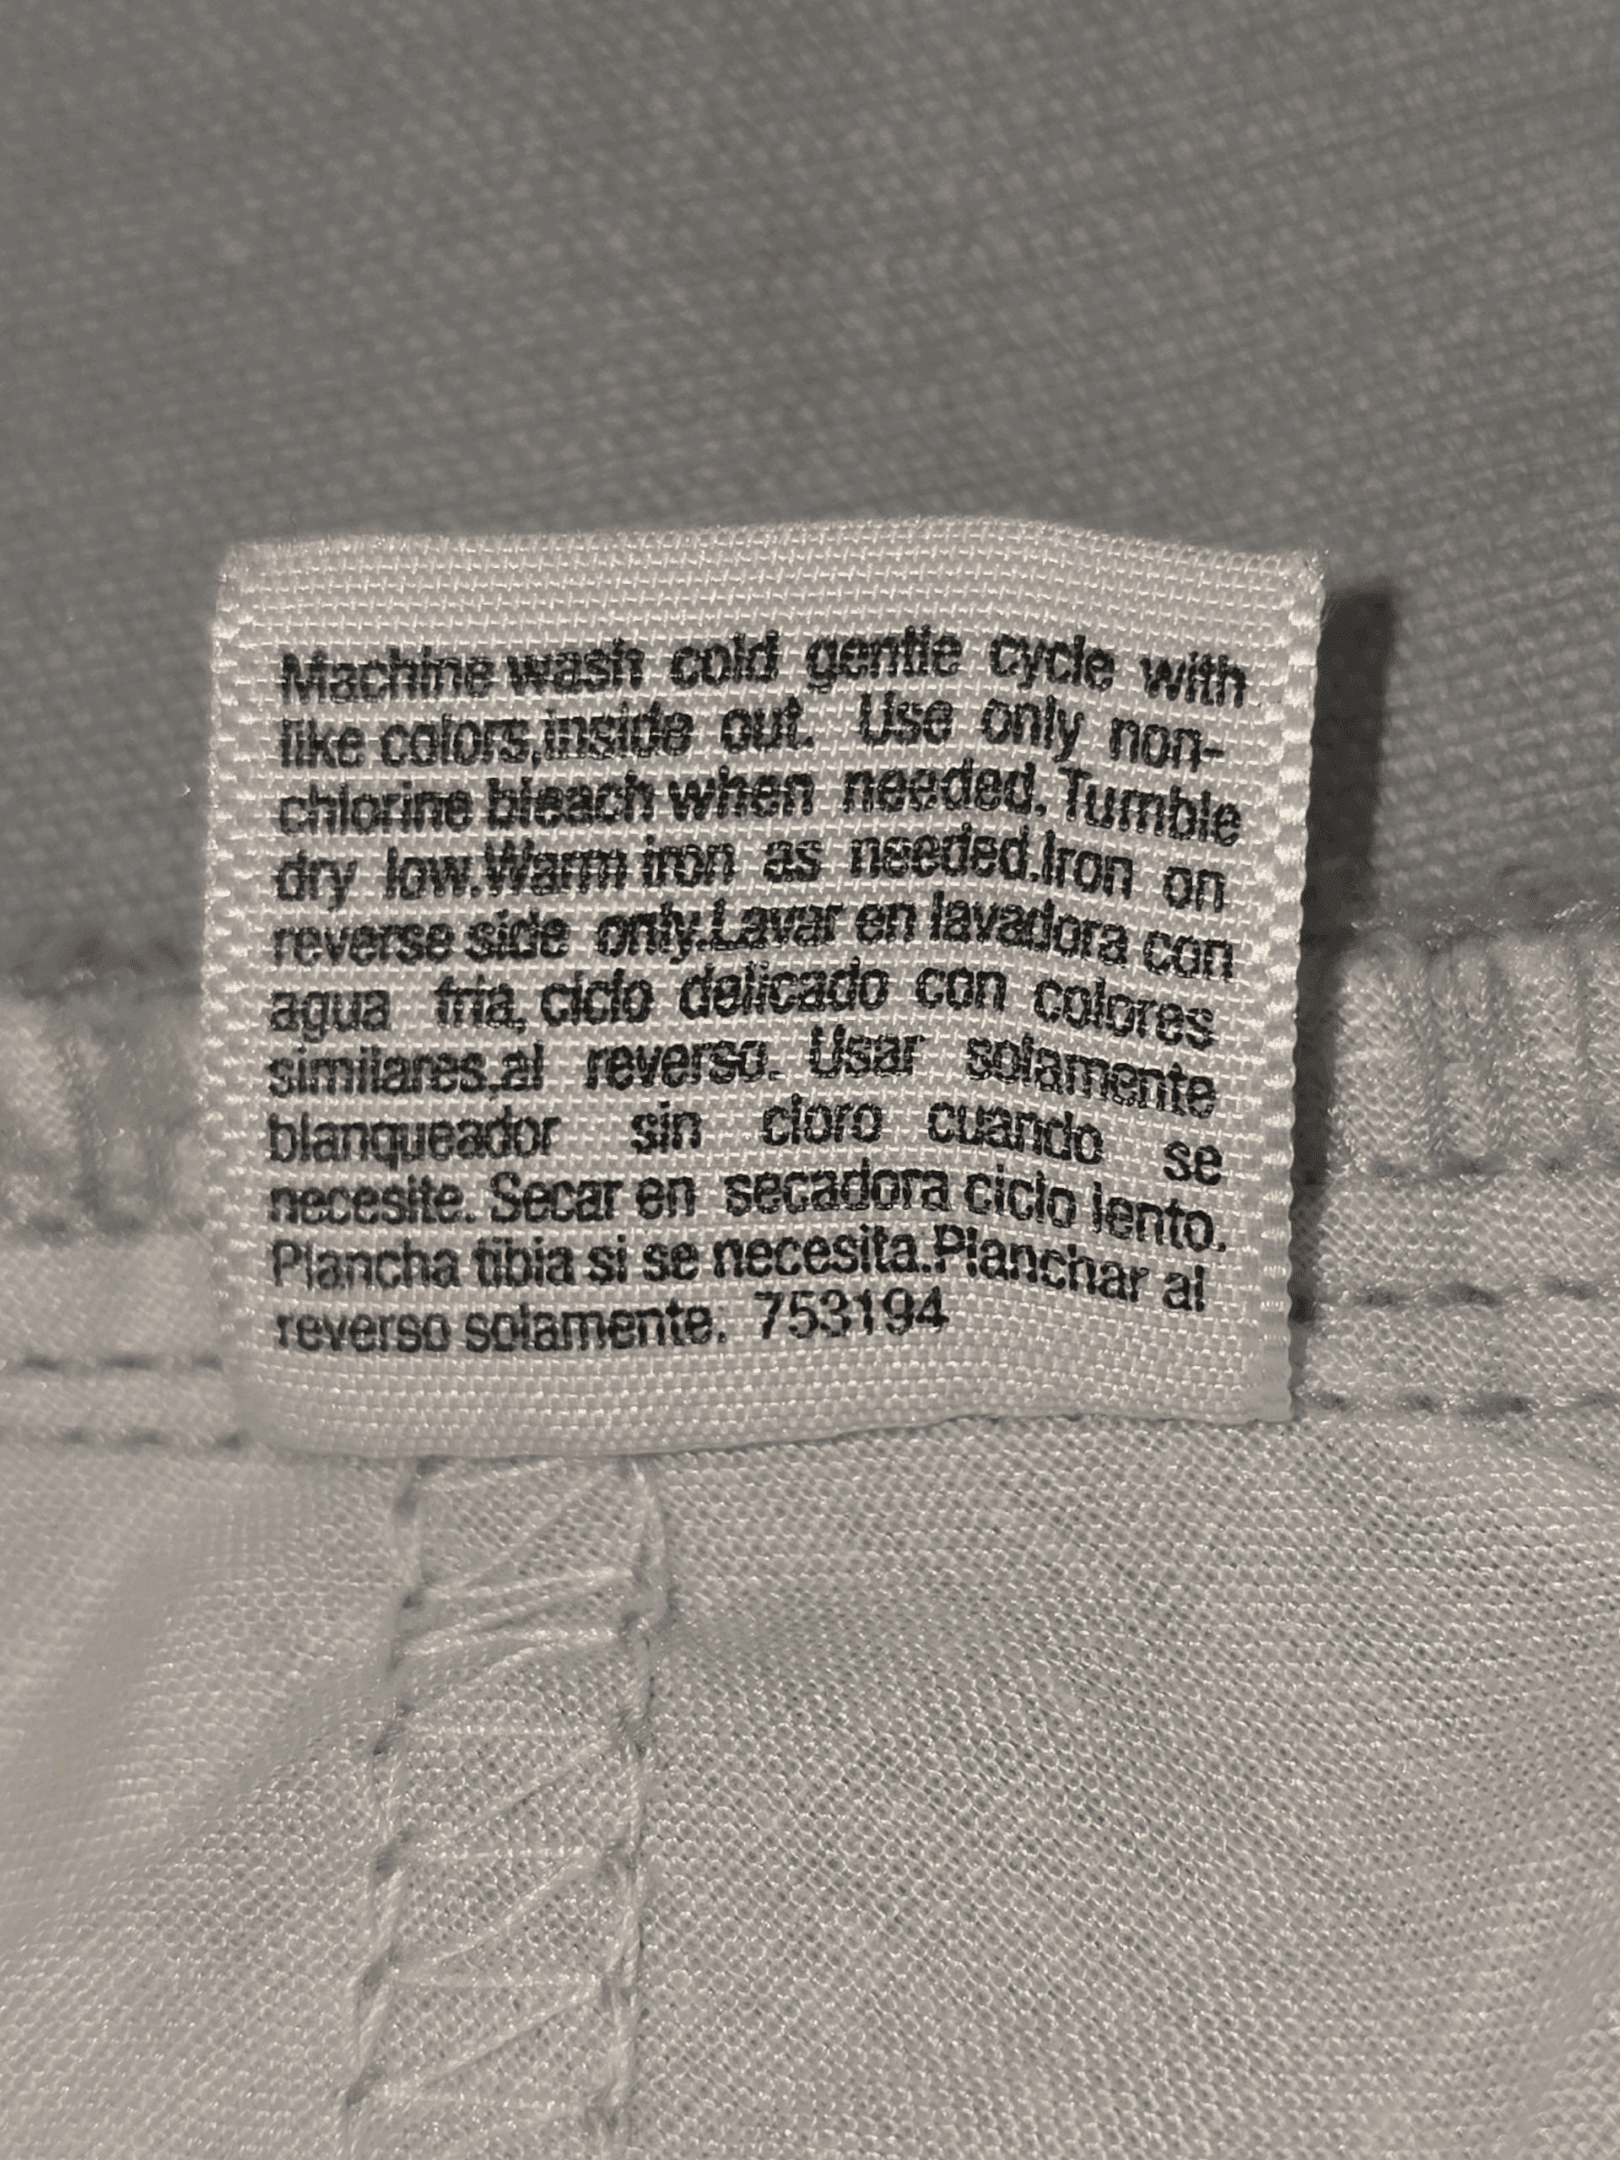 Machine wash cold gentle cycle with
like colors,inside out. Use only non-
chlorine bleach when needed. Tumble
dry low.Warm iron as needed.Iron on
reverse side only.Lavar en lavadora con
agua fria, ciclo delicado con colores
similares,al reverso. Usar solamente
blanqueador sin cloro cuando se
necesite. Secar en secadora ciclo lento.
Plancha tibia si se necesita.Planchar al
reverso solamente. 753194